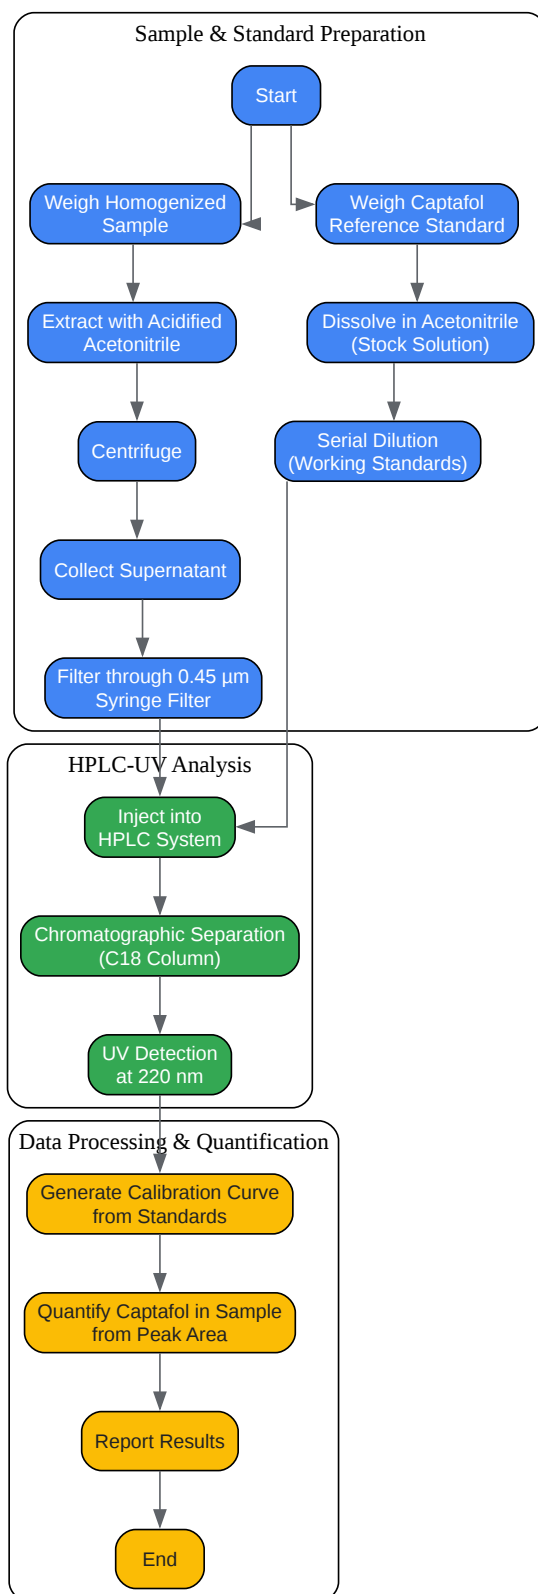 Sample & Standard Preparation
Start
Weigh Homogenized
Sample
Weigh Captafol
Reference Standard
Extract with Acidified
Acetonitrile
Dissolve in Acetonitrile
(Stock Solution)
Centrifuge
Serial Dilution
(Working Standards)
Collect Supernatant
Filter through 0.45 µm
Syringe Filter
HPLC-UV Analysis
Inject into
HPLC System
Chromatographic Separation
(C18 Column)
UV Detection
at 220 nm
Data Processing & Quantification
Generate Calibration Curve
from Standards
Quantify Captafol in Sample
from Peak Area
Report Results
End